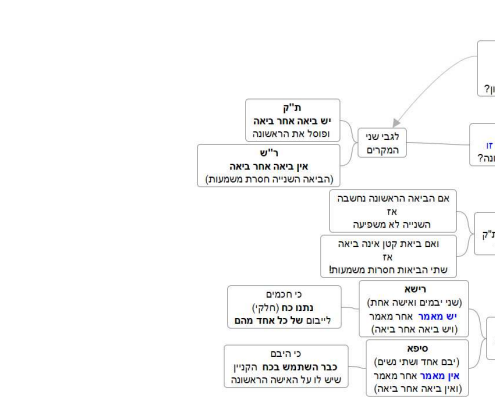 ון?
זו
ונה?
לגבי שני
המקרים
ת"ק
יש ביאה אחר ביאה
ופוסל את הראשונה
ר"ש
אין ביאה אחר ביאה
(הביאה השנייה חסרת משמעות)
ת"ק
אם הביאה הראשונה נחשבה
אז
השנייה לא משפיעה
ואם ביאת קטן אינה ביאה
אז
שתי הביאות חסרות משמעות!
רישא
(שני יבמים ואישה אחת)
יש מאמר אחר מאמר
(ויש ביאה אחר ביאה)
כי חכמים
נתנו כח (חלקי)
לייבום של כל אחד מהם
סיפא
(יבם אחד ושתי נשים)
אין מאמר אחר מאמר
(ואין ביאה אחר ביאה)
כי היבם
כבר השתמש בכח הקניין
שיש לו על האישה הראשונה